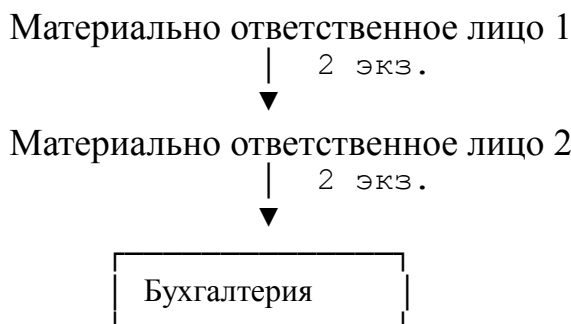 Материально ответственное лицо 1
2 экз.
Материально ответственное лицо 2
2 экз.
Бухгалтерия